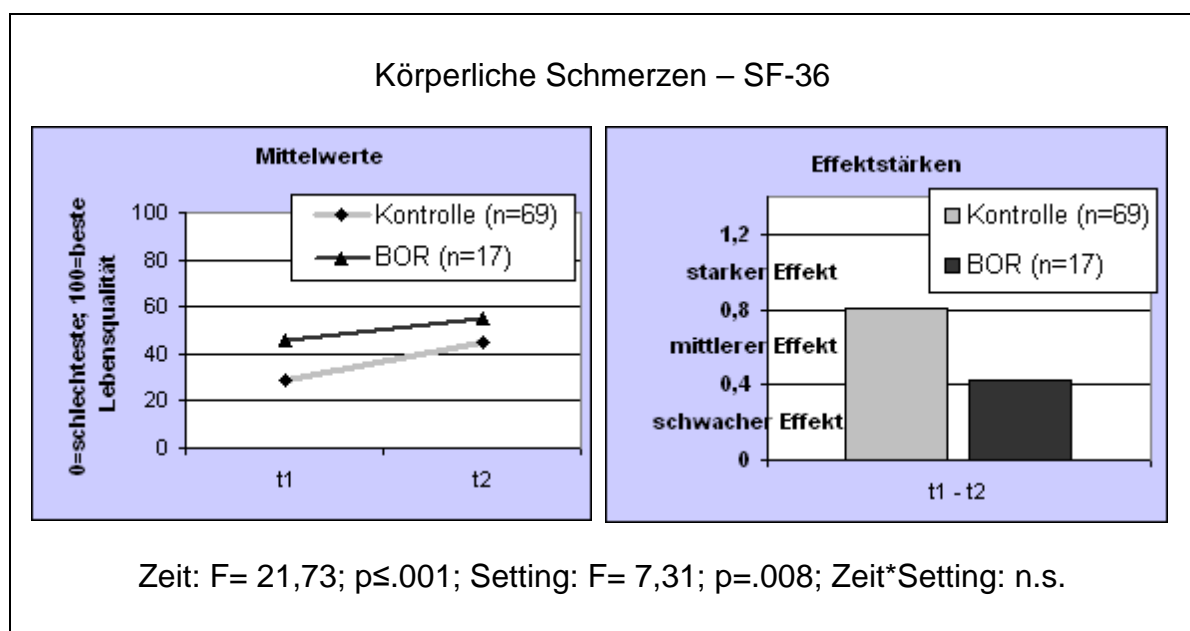 Körperliche Schmerzen – SF-36
Mittelwerte
0=schlechteste; 100=beste
Lebensqualität
100
80
60
40
20
0
Kontrolle (n=69)
BOR (n=17)
t1
t2
Effektstärken
1,2
starker Effekt
0,8
mittlerer Effekt
0,4
schwacher Effekt
0
Kontrolle (n=69)
BOR (n=17)
t1 - t2
Zeit: F= 21,73; p≤.001; Setting: F= 7,31; p=.008; Zeit*Setting: n.s.